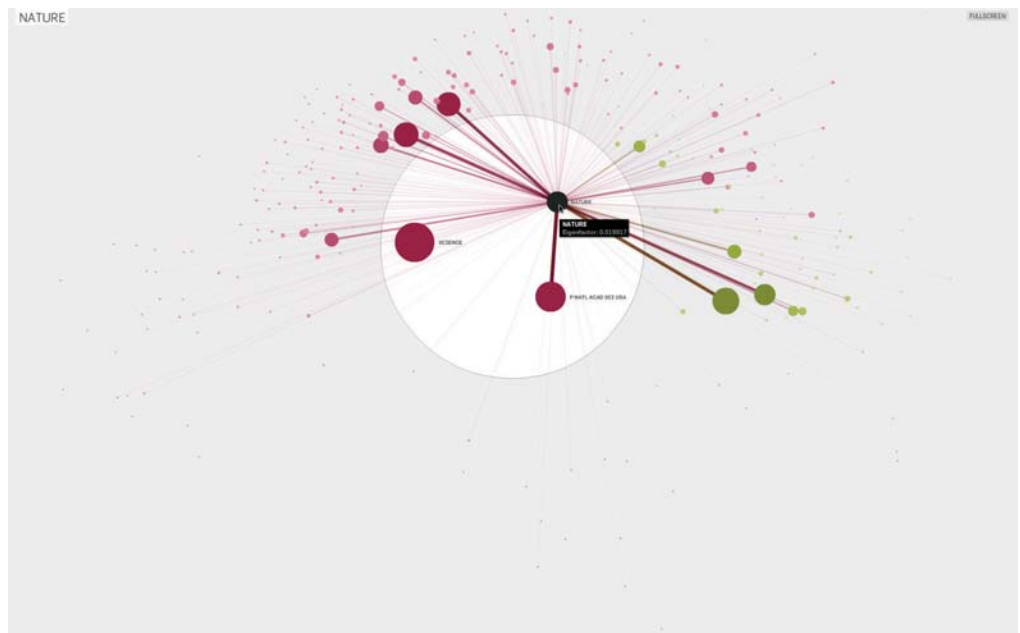 NATURE
FULLSCREEN
NATURE
NATURE
Eigenfactor: 0.019917
SCIENCE
P NATL ACAD SCI USA